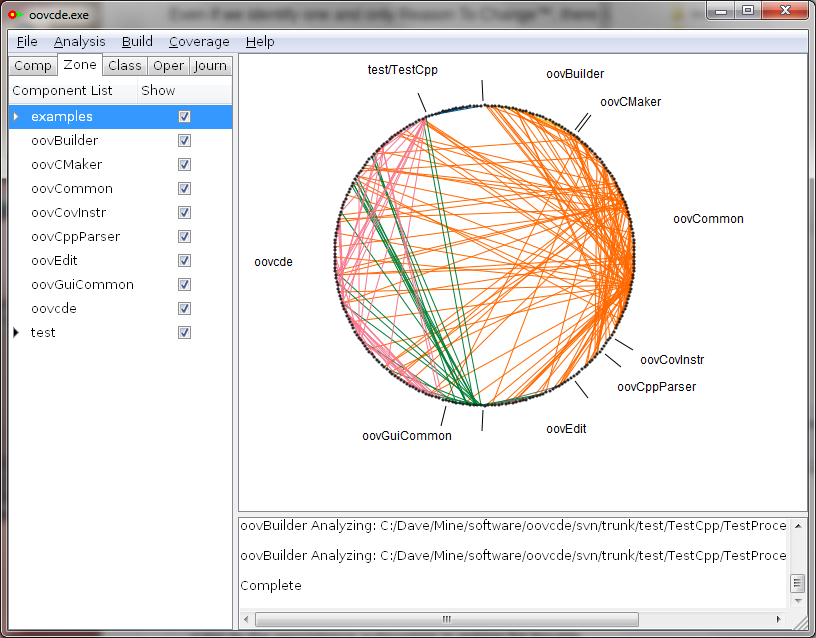 oovcde.exe
File Analysis Build Coverage Help
Comp Zone Class Oper Journ
Component List Show
examples
oovBuilder
oovCMaker
oovCommon
oovCovInstr
oovCppParser
oovEdit
oovGuiCommon
oovcde
test
test/TestCpp
oovBuilder
oovCMaker
oovCommon
oovcde
oovCovInstr
oovCppParser
oovEdit
oovGuiCommon
oovBuilder Analyzing: C:/Dave/Mine/software/oovcde/svn/trunk/test/TestCpp/TestProce
oovBuilder Analyzing: C:/Dave/Mine/software/oovcde/svn/trunk/test/TestCpp/TestProce
Complete